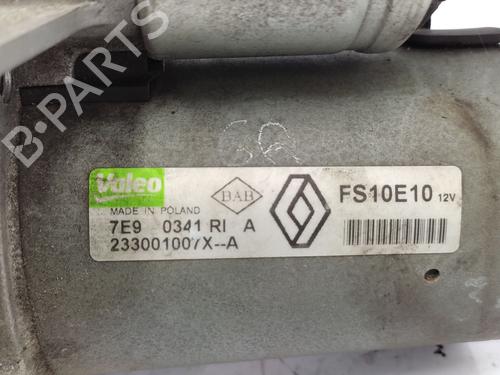 B-PARTS
Valeo
MADE IN POLAND
BAB
FS10E10 12V
7E9 0341 RI A
233001007X--A